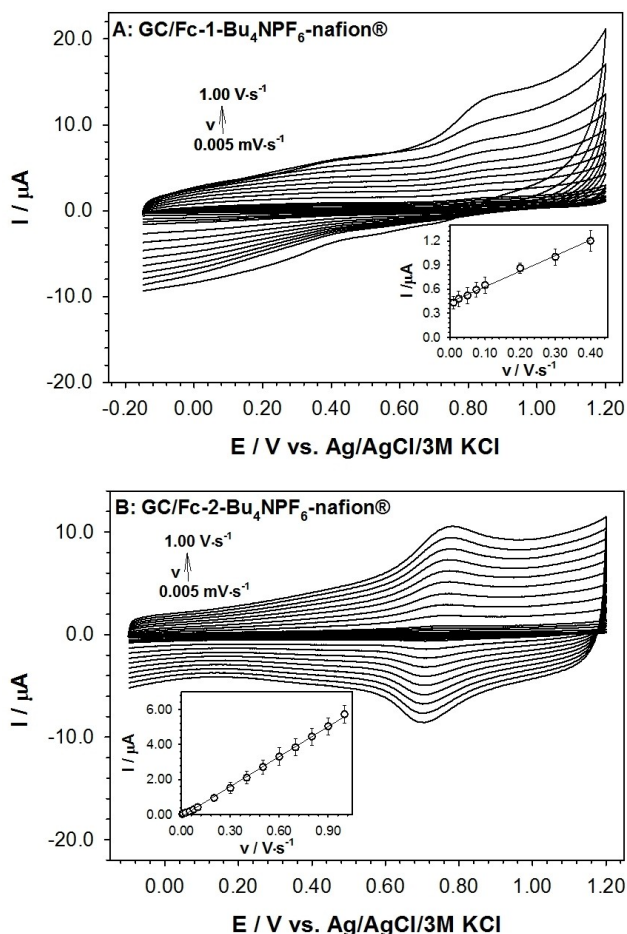 A: GC/Fc-1-Bu₄NPF₆-nafion®
20.0
1.00 V·s⁻¹
v
0.005 mV·s⁻¹
10.0
0.0
-10.0
-20.0
I / µA
1.2
0.9
0.6
0.3
0.0
I /µA
0.00 0.10 0.20 0.30 0.40
v / V·s⁻¹
-0.20 0.00 0.20 0.40 0.60 0.80 1.00 1.20
E / V vs. Ag/AgCl/3M KCl
B: GC/Fc-2-Bu₄NPF₆-nafion®
10.0
1.00 V·s⁻¹
v
0.005 mV·s⁻¹
0.0
-10.0
-20.0
I / µA
6.00
4.00
2.00
0.00
I / µA
0.00 0.30 0.60 0.90
v / V·s⁻¹
0.00 0.20 0.40 0.60 0.80 1.00 1.20
E / V vs. Ag/AgCl/3M KCl